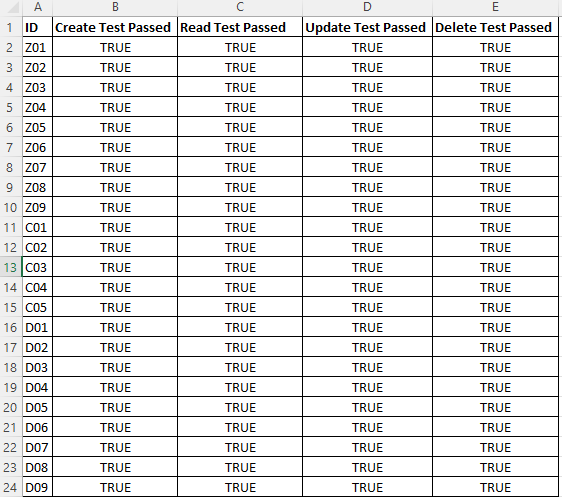 A B C D E
1 ID Create Test Passed Read Test Passed Update Test Passed Delete Test Passed
2 Z01 TRUE TRUE TRUE TRUE
3 Z02 TRUE TRUE TRUE TRUE
4 Z03 TRUE TRUE TRUE TRUE
5 Z04 TRUE TRUE TRUE TRUE
6 Z05 TRUE TRUE TRUE TRUE
7 Z06 TRUE TRUE TRUE TRUE
8 Z07 TRUE TRUE TRUE TRUE
9 Z08 TRUE TRUE TRUE TRUE
10 Z09 TRUE TRUE TRUE TRUE
11 C01 TRUE TRUE TRUE TRUE
12 C02 TRUE TRUE TRUE TRUE
13 C03 TRUE TRUE TRUE TRUE
14 C04 TRUE TRUE TRUE TRUE
15 C05 TRUE TRUE TRUE TRUE
16 D01 TRUE TRUE TRUE TRUE
17 D02 TRUE TRUE TRUE TRUE
18 D03 TRUE TRUE TRUE TRUE
19 D04 TRUE TRUE TRUE TRUE
20 D05 TRUE TRUE TRUE TRUE
21 D06 TRUE TRUE TRUE TRUE
22 D07 TRUE TRUE TRUE TRUE
23 D08 TRUE TRUE TRUE TRUE
24 D09 TRUE TRUE TRUE TRUE